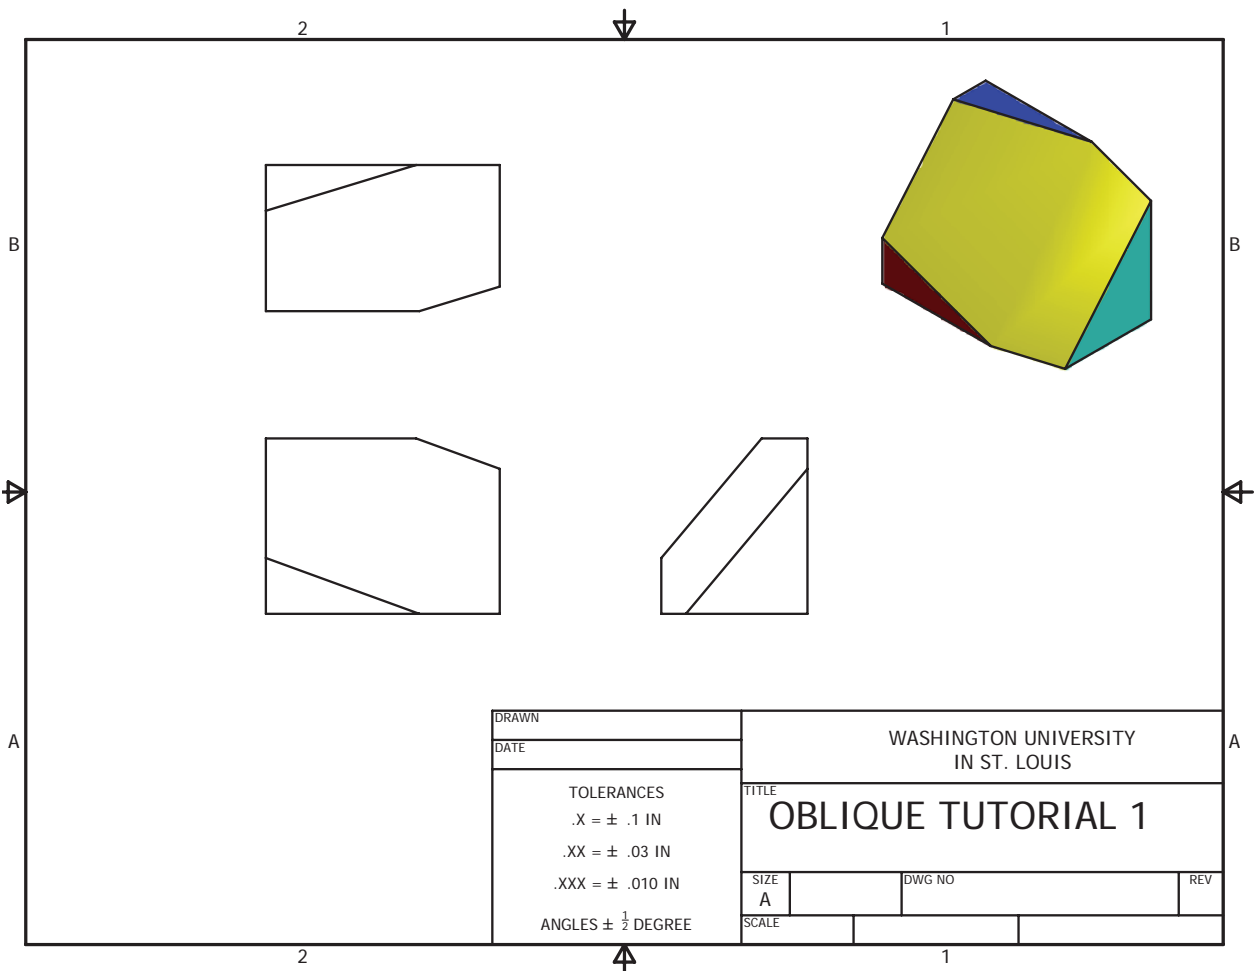 2 1
B B
A A
DRAWN
DATE
TOLERANCES
.X = ± .1 IN
.XX = ± .03 IN
.XXX = ± .010 IN
ANGLES ± 1/2 DEGREE
WASHINGTON UNIVERSITY
IN ST. LOUIS
TITLE
OBLIQUE TUTORIAL 1
SIZE
A
DWG NO
REV
SCALE
2 1